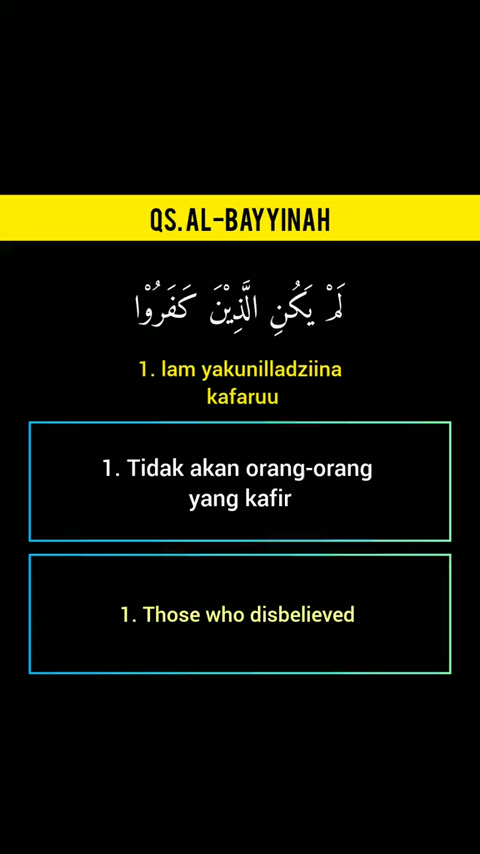 QS. AL-BAYYINAH
لَمْ يَكُنِ الَّذِيْنَ كَفَرُوْا
1. lam yakunilladziina
kafaruu
1. Tidak akan orang-orang
yang kafir
1. Those who disbelieved